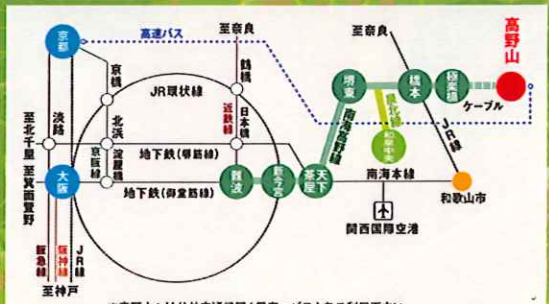 京都
高速バス
至奈良
至奈良
高野山
鶴橋
京橋
JR環状線
堺東
橋本
極楽橋
ケーブル
淡路
北浜
近鉄線
日本橋
南海高野線
泉北線
和泉中央
JR線
至北千里
京阪線
淀屋橋
地下鉄(堺筋線)
至箕面萱野
大阪
地下鉄(御堂筋線)
難波
新今宮
天下茶屋
南海本線
和歌山市
関西国際空港
阪急線
阪神線
JR線
至神戸